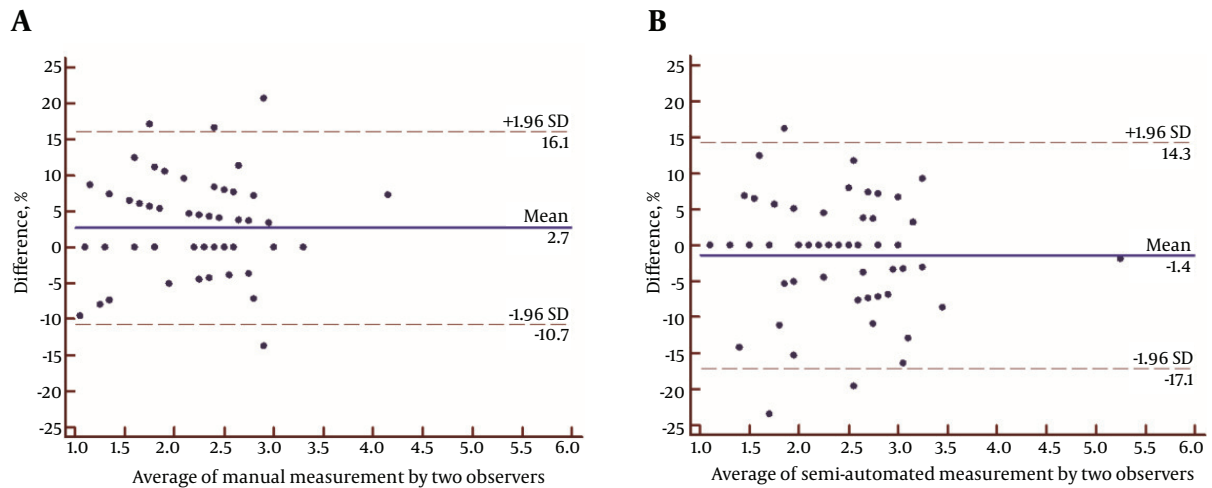 A
25
20
15
10
5
0
-5
-10
-15
-20
-25
Difference, %
+1.96 SD
16.1
Mean
2.7
-1.96 SD
-10.7
1.0 1.5 2.0 2.5 3.0 3.5 4.0 4.5 5.0 5.5 6.0
Average of manual measurement by two observers
B
25
20
15
10
5
0
-5
-10
-15
-20
-25
Difference, %
+1.96 SD
14.3
Mean
-1.4
-1.96 SD
-17.1
1.0 1.5 2.0 2.5 3.0 3.5 4.0 4.5 5.0 5.5 6.0
Average of semi-automated measurement by two observers